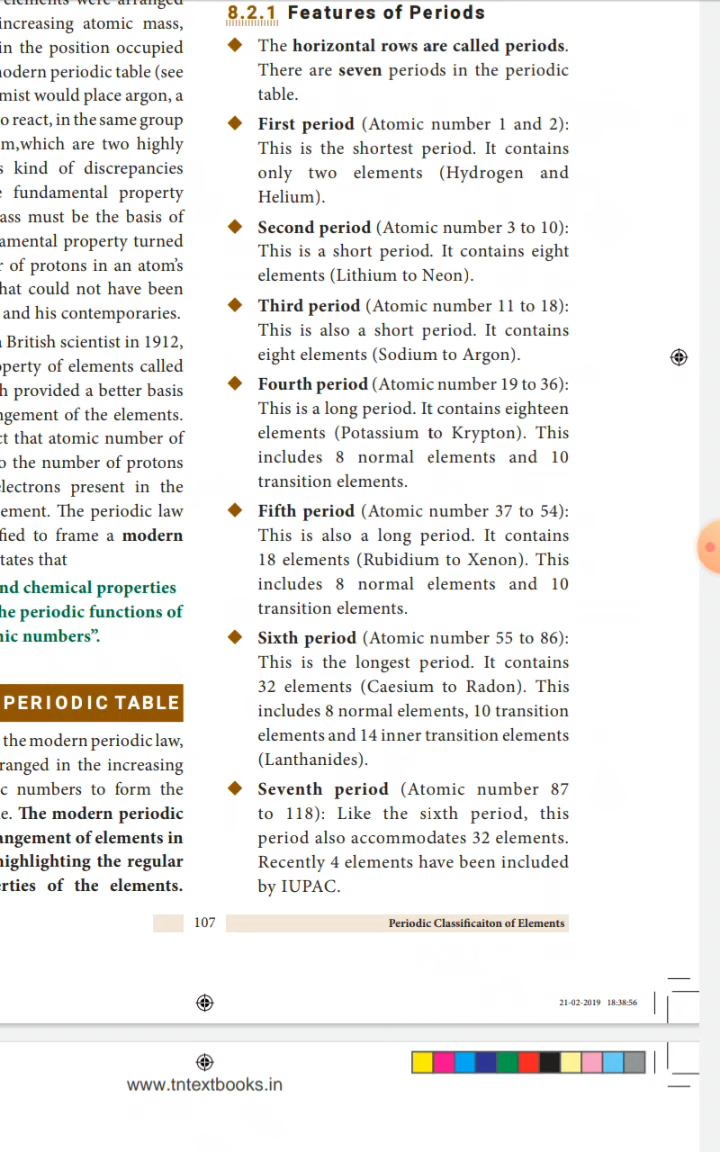 increasing atomic mass,
in the position occupied
modern periodic table (see
mist would place argon, a
o react, in the same group
m,which are two highly
s kind of discrepancies
e fundamental property
ass must be the basis of
amental property turned
r of protons in an atom’s
hat could not have been
and his contemporaries.
British scientist in 1912,
operty of elements called
h provided a better basis
ngement of the elements.
ct that atomic number of
o the number of protons
electrons present in the
ement. The periodic law
fied to frame a modern
tates that
nd chemical properties
he periodic functions of
nic numbers”.
PERIODIC TABLE
the modern periodic law,
ranged in the increasing
c numbers to form the
e. The modern periodic
angement of elements in
highlighting the regular
erties of the elements.
8.2.1 Features of Periods
◆ The horizontal rows are called periods.
There are seven periods in the periodic
table.
◆ First period (Atomic number 1 and 2):
This is the shortest period. It contains
only two elements (Hydrogen and
Helium).
◆ Second period (Atomic number 3 to 10):
This is a short period. It contains eight
elements (Lithium to Neon).
◆ Third period (Atomic number 11 to 18):
This is also a short period. It contains
eight elements (Sodium to Argon).
◆ Fourth period (Atomic number 19 to 36):
This is a long period. It contains eighteen
elements (Potassium to Krypton). This
includes 8 normal elements and 10
transition elements.
◆ Fifth period (Atomic number 37 to 54):
This is also a long period. It contains
18 elements (Rubidium to Xenon). This
includes 8 normal elements and 10
transition elements.
◆ Sixth period (Atomic number 55 to 86):
This is the longest period. It contains
32 elements (Caesium to Radon). This
includes 8 normal elements, 10 transition
elements and 14 inner transition elements
(Lanthanides).
◆ Seventh period (Atomic number 87
to 118): Like the sixth period, this
period also accommodates 32 elements.
Recently 4 elements have been included
by IUPAC.
107 Periodic Classificaiton of Elements
21-02-2019 18:38:56
www.tntextbooks.in